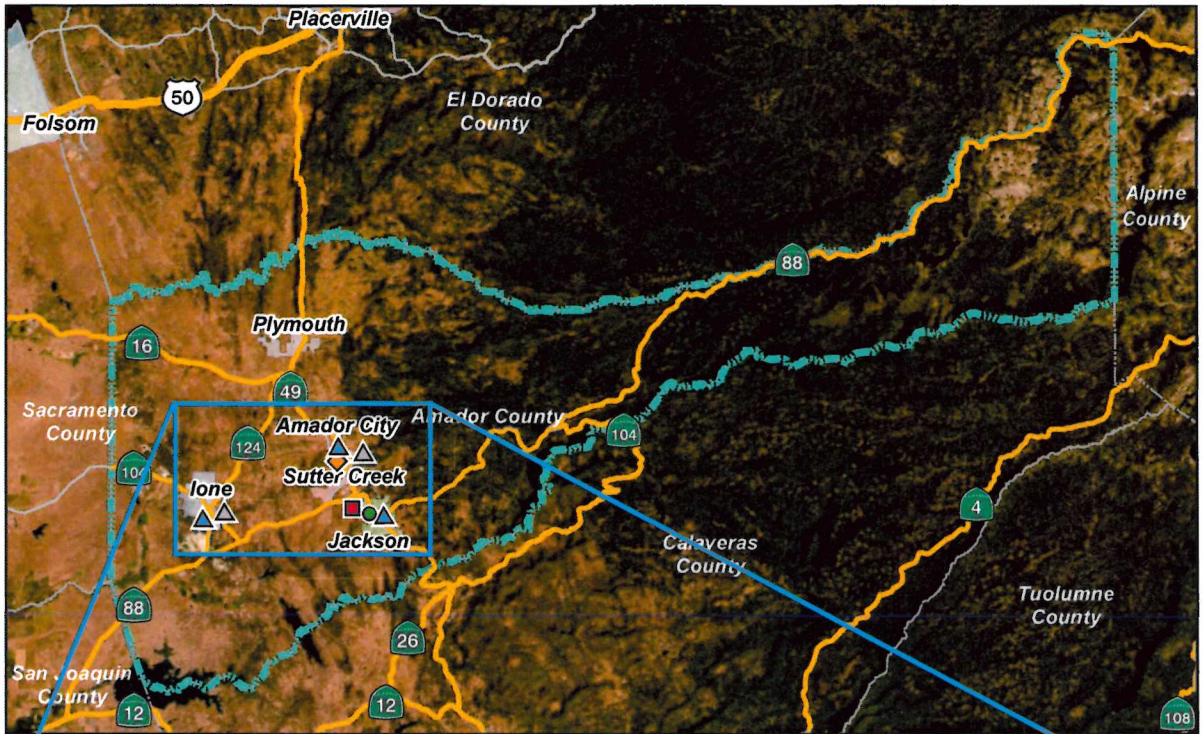 Placerville
50
El Dorado
County
Folsom
Alpine
County
88
Plymouth
16
49
Sacramento
County
Amador County
Amador City
124
104
104
Sutter Creek
Ione
4
Jackson
Calaveras
County
Tuolumne
County
88
26
San Joaquin
County
12
12
108